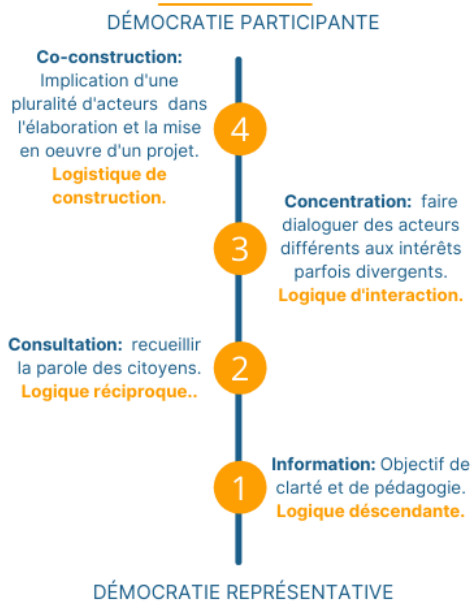 DÉMOCRATIE PARTICIPANTE
Co-construction:
Implication d'une
pluralité d'acteurs dans
l'élaboration et la mise
en oeuvre d'un projet.
Logistique de
construction.
4
Concentration: faire
dialoguer des acteurs
différents aux intérêts
parfois divergents.
Logique d'interaction.
3
Consultation: recueillir
la parole des citoyens.
Logique réciproque..
2
Information: Objectif de
clarté et de pédagogie.
Logique déscendante.
1
DÉMOCRATIE REPRÉSENTATIVE